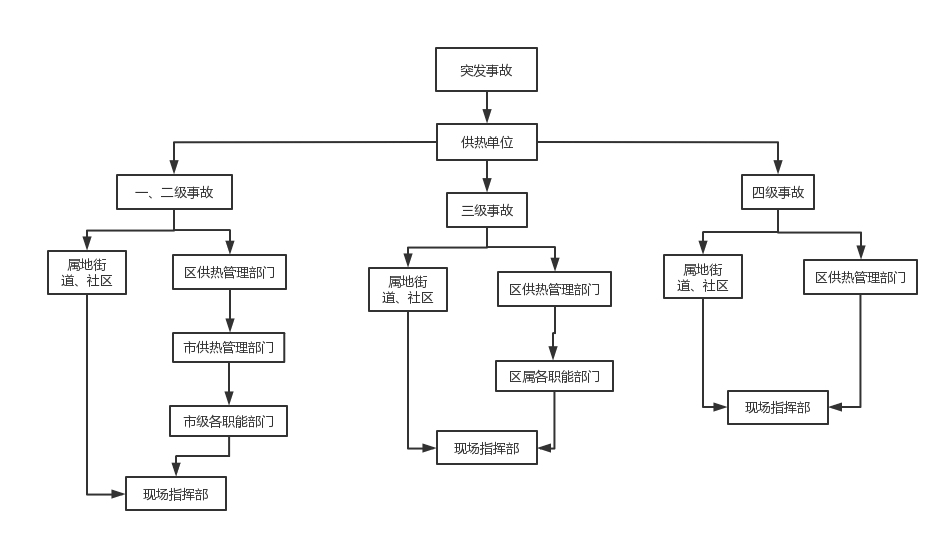 突发事故
供热单位
一、二级事故
三级事故
四级事故
属地街
道、社区
区供热管理部门
市供热管理部门
市级各职能部门
现场指挥部
属地街
道、社区
区供热管理部门
区属各职能部门
现场指挥部
属地街
道、社区
区供热管理部门
现场指挥部